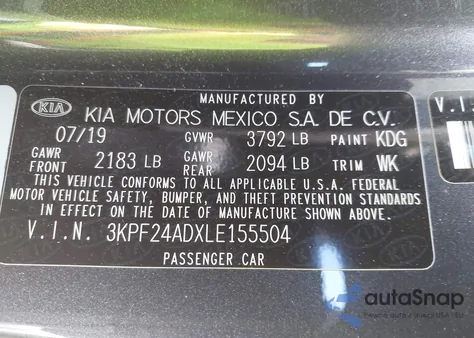 MANUFACTURED BY
KIA KIA MOTORS MEXICO, S.A. DE C.V.
07/19 GVWR 3792 LB PAINT KDG
GAWR FRONT 2183 LB GAWR REAR 2094 LB TRIM WK
THIS VEHICLE CONFORMS TO ALL APPLICABLE U.S.A. FEDERAL
MOTOR VEHICLE SAFETY, BUMPER, AND THEFT PREVENTION STANDARDS
IN EFFECT ON THE DATE OF MANUFACTURE SHOWN ABOVE.
V.I.N. 3KPF24ADXLE155504
PASSENGER CAR
V.I.
autaSnap